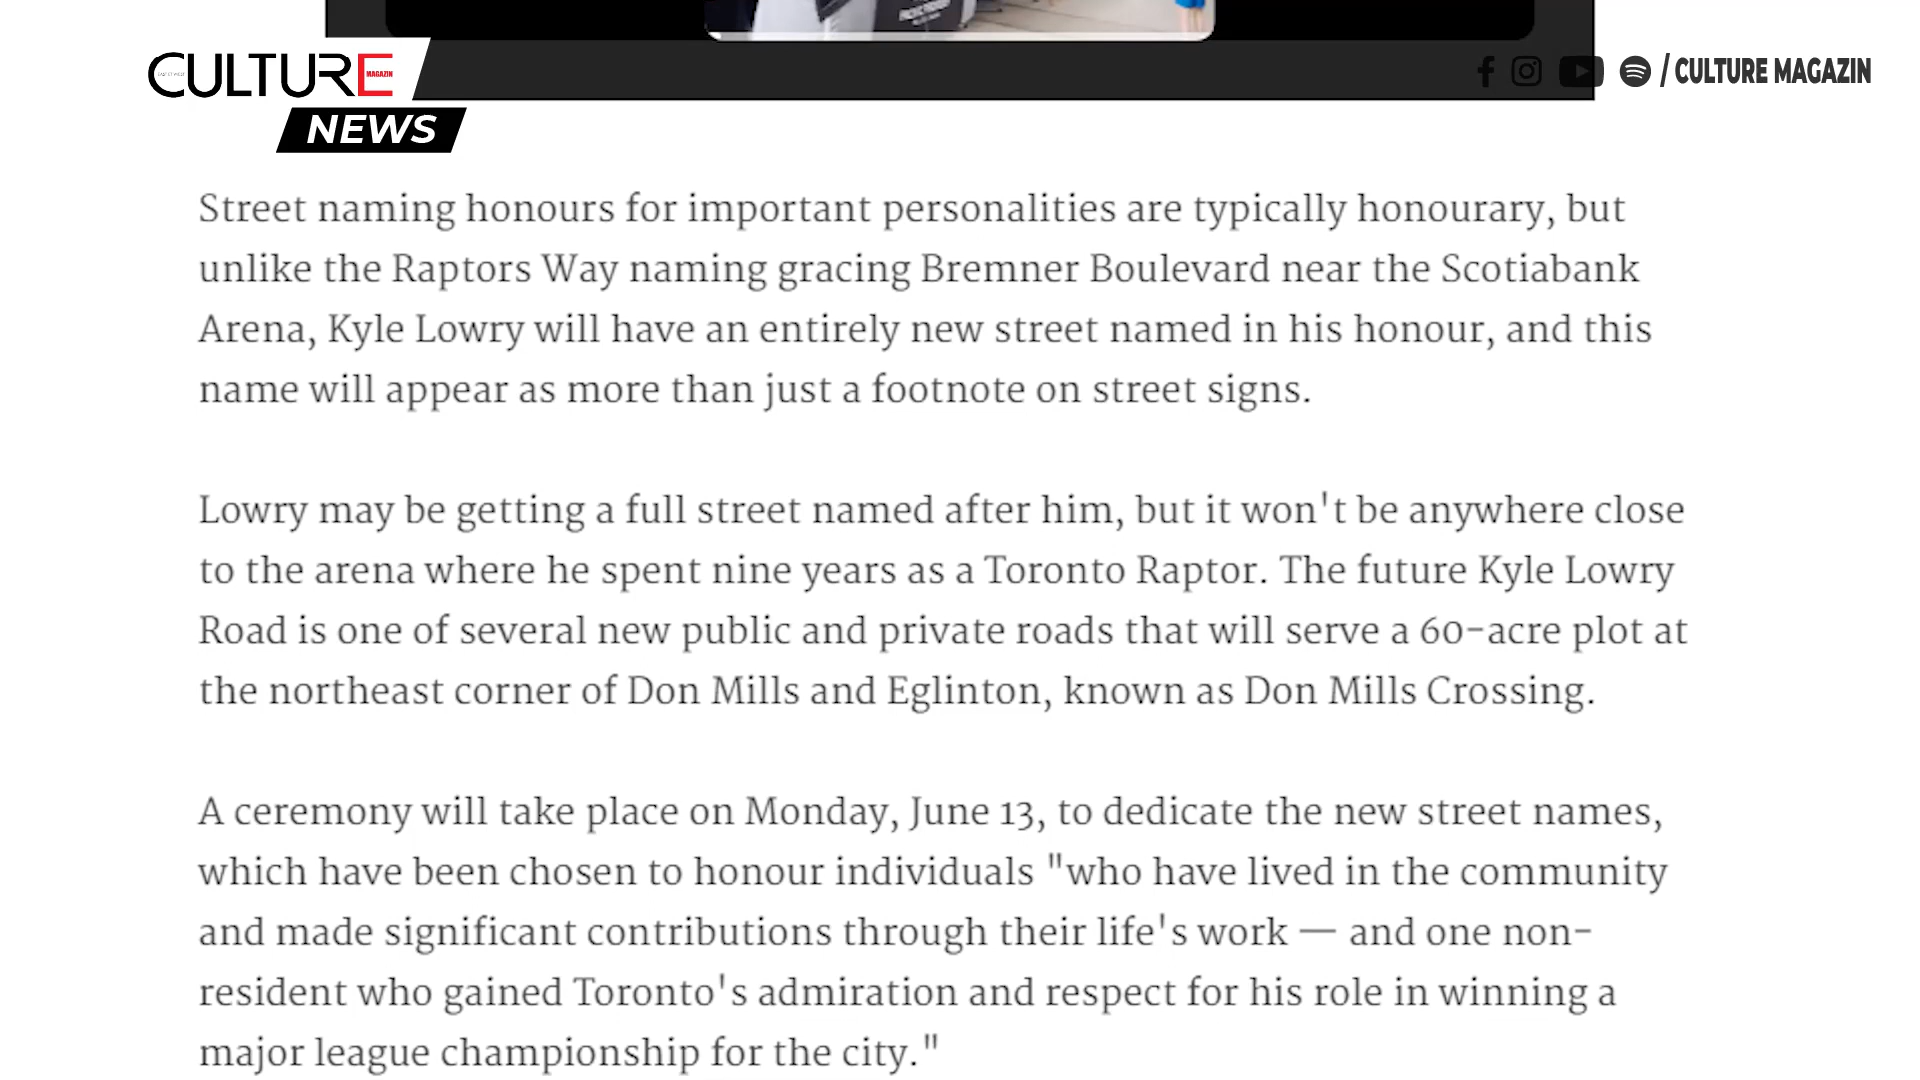 CULTURE
MAGAZIN
NEWS
/ CULTURE MAGAZIN
Street naming honours for important personalities are typically honourary, but
unlike the Raptors Way naming gracing Bremner Boulevard near the Scotiabank
Arena, Kyle Lowry will have an entirely new street named in his honour, and this
name will appear as more than just a footnote on street signs.
Lowry may be getting a full street named after him, but it won't be anywhere close
to the arena where he spent nine years as a Toronto Raptor. The future Kyle Lowry
Road is one of several new public and private roads that will serve a 60-acre plot at
the northeast corner of Don Mills and Eglinton, known as Don Mills Crossing.
A ceremony will take place on Monday, June 13, to dedicate the new street names,
which have been chosen to honour individuals "who have lived in the community
and made significant contributions through their life's work — and one non-
resident who gained Toronto's admiration and respect for his role in winning a
major league championship for the city."